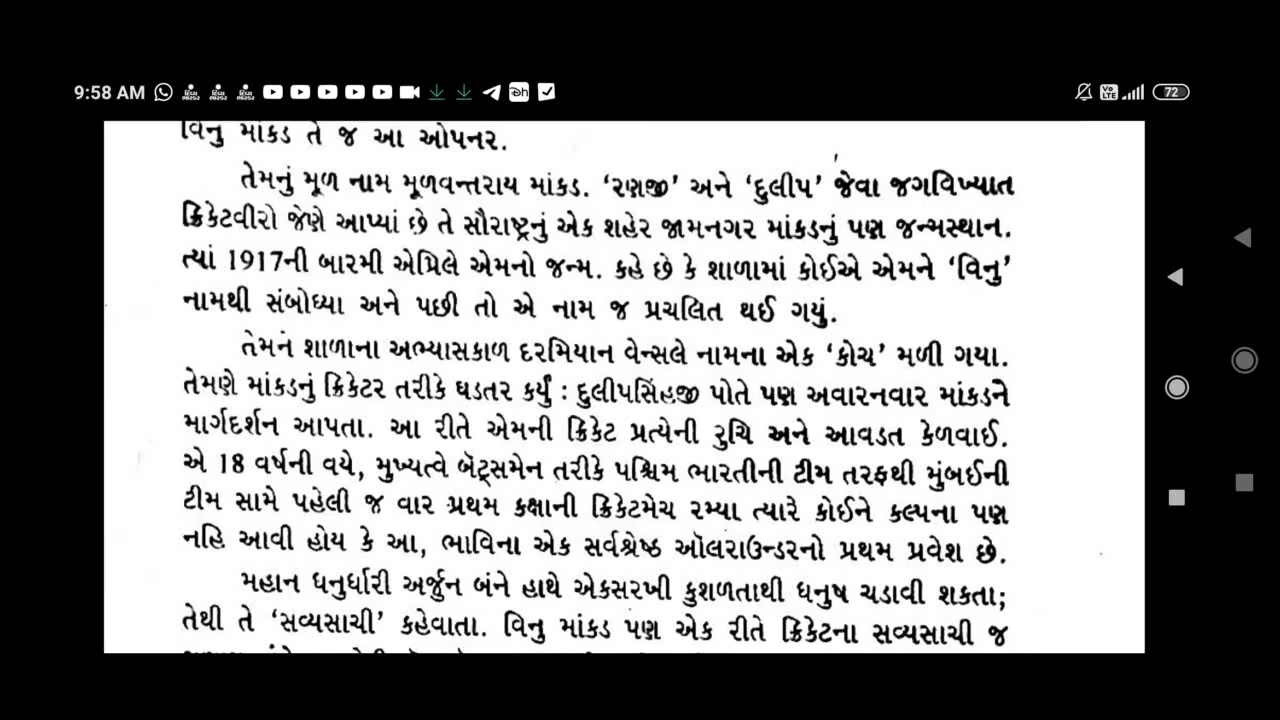 9:58 AM 72
વિનુ માંકડ તે જ આ ઓપનર.
તેમનું મૂળ નામ મૂળવન્તરાય માંકડ. ‘રણજી’ અને ‘દુલીપ’ જેવા જગવિખ્યાત
ક્રિકેટવીરો જેણે આપ્યાં છે તે સૌરાષ્ટ્રનું એક શહેર જામનગર માંકડનું પણ જન્મસ્થાન.
ત્યાં 1917ની બારમી એપ્રિલે એમનો જન્મ. કહે છે કે શાળામાં કોઈએ એમને ‘વિનુ’
નામથી સંબોધ્યા અને પછી તો એ નામ જ પ્રચલિત થઈ ગયું.
તેમને શાળાના અભ્યાસકાળ દરમિયાન વેન્સલે નામના એક ‘કોચ’ મળી ગયા.
તેમણે માંકડનું ક્રિકેટર તરીકે ઘડતર કર્યું : દુલીપસિંહજી પોતે પણ અવારનવાર માંકડને
માર્ગદર્શન આપતા. આ રીતે એમની ક્રિકેટ પ્રત્યેની રુચિ અને આવડત કેળવાઈ.
એ 18 વર્ષની વયે, મુખ્યત્વે બૅટ્સમેન તરીકે પશ્ચિમ ભારતીની ટીમ તરફથી મુંબઈની
ટીમ સામે પહેલી જ વાર પ્રથમ કક્ષાની ક્રિકેટમેચ રમ્યા ત્યારે કોઈને કલ્પના પણ
નહિ આવી હોય કે આ, ભાવિના એક સર્વશ્રેષ્ઠ ઑલરાઉન્ડરનો પ્રથમ પ્રવેશ છે.
મહાન ધનુર્ધારી અર્જુન બંને હાથે એકસરખી કુશળતાથી ધનુષ ચડાવી શકતા;
તેથી તે ‘સવ્યસાચી’ કહેવાતા. વિનુ માંકડ પણ એક રીતે ક્રિકેટના સવ્યસાચી જ